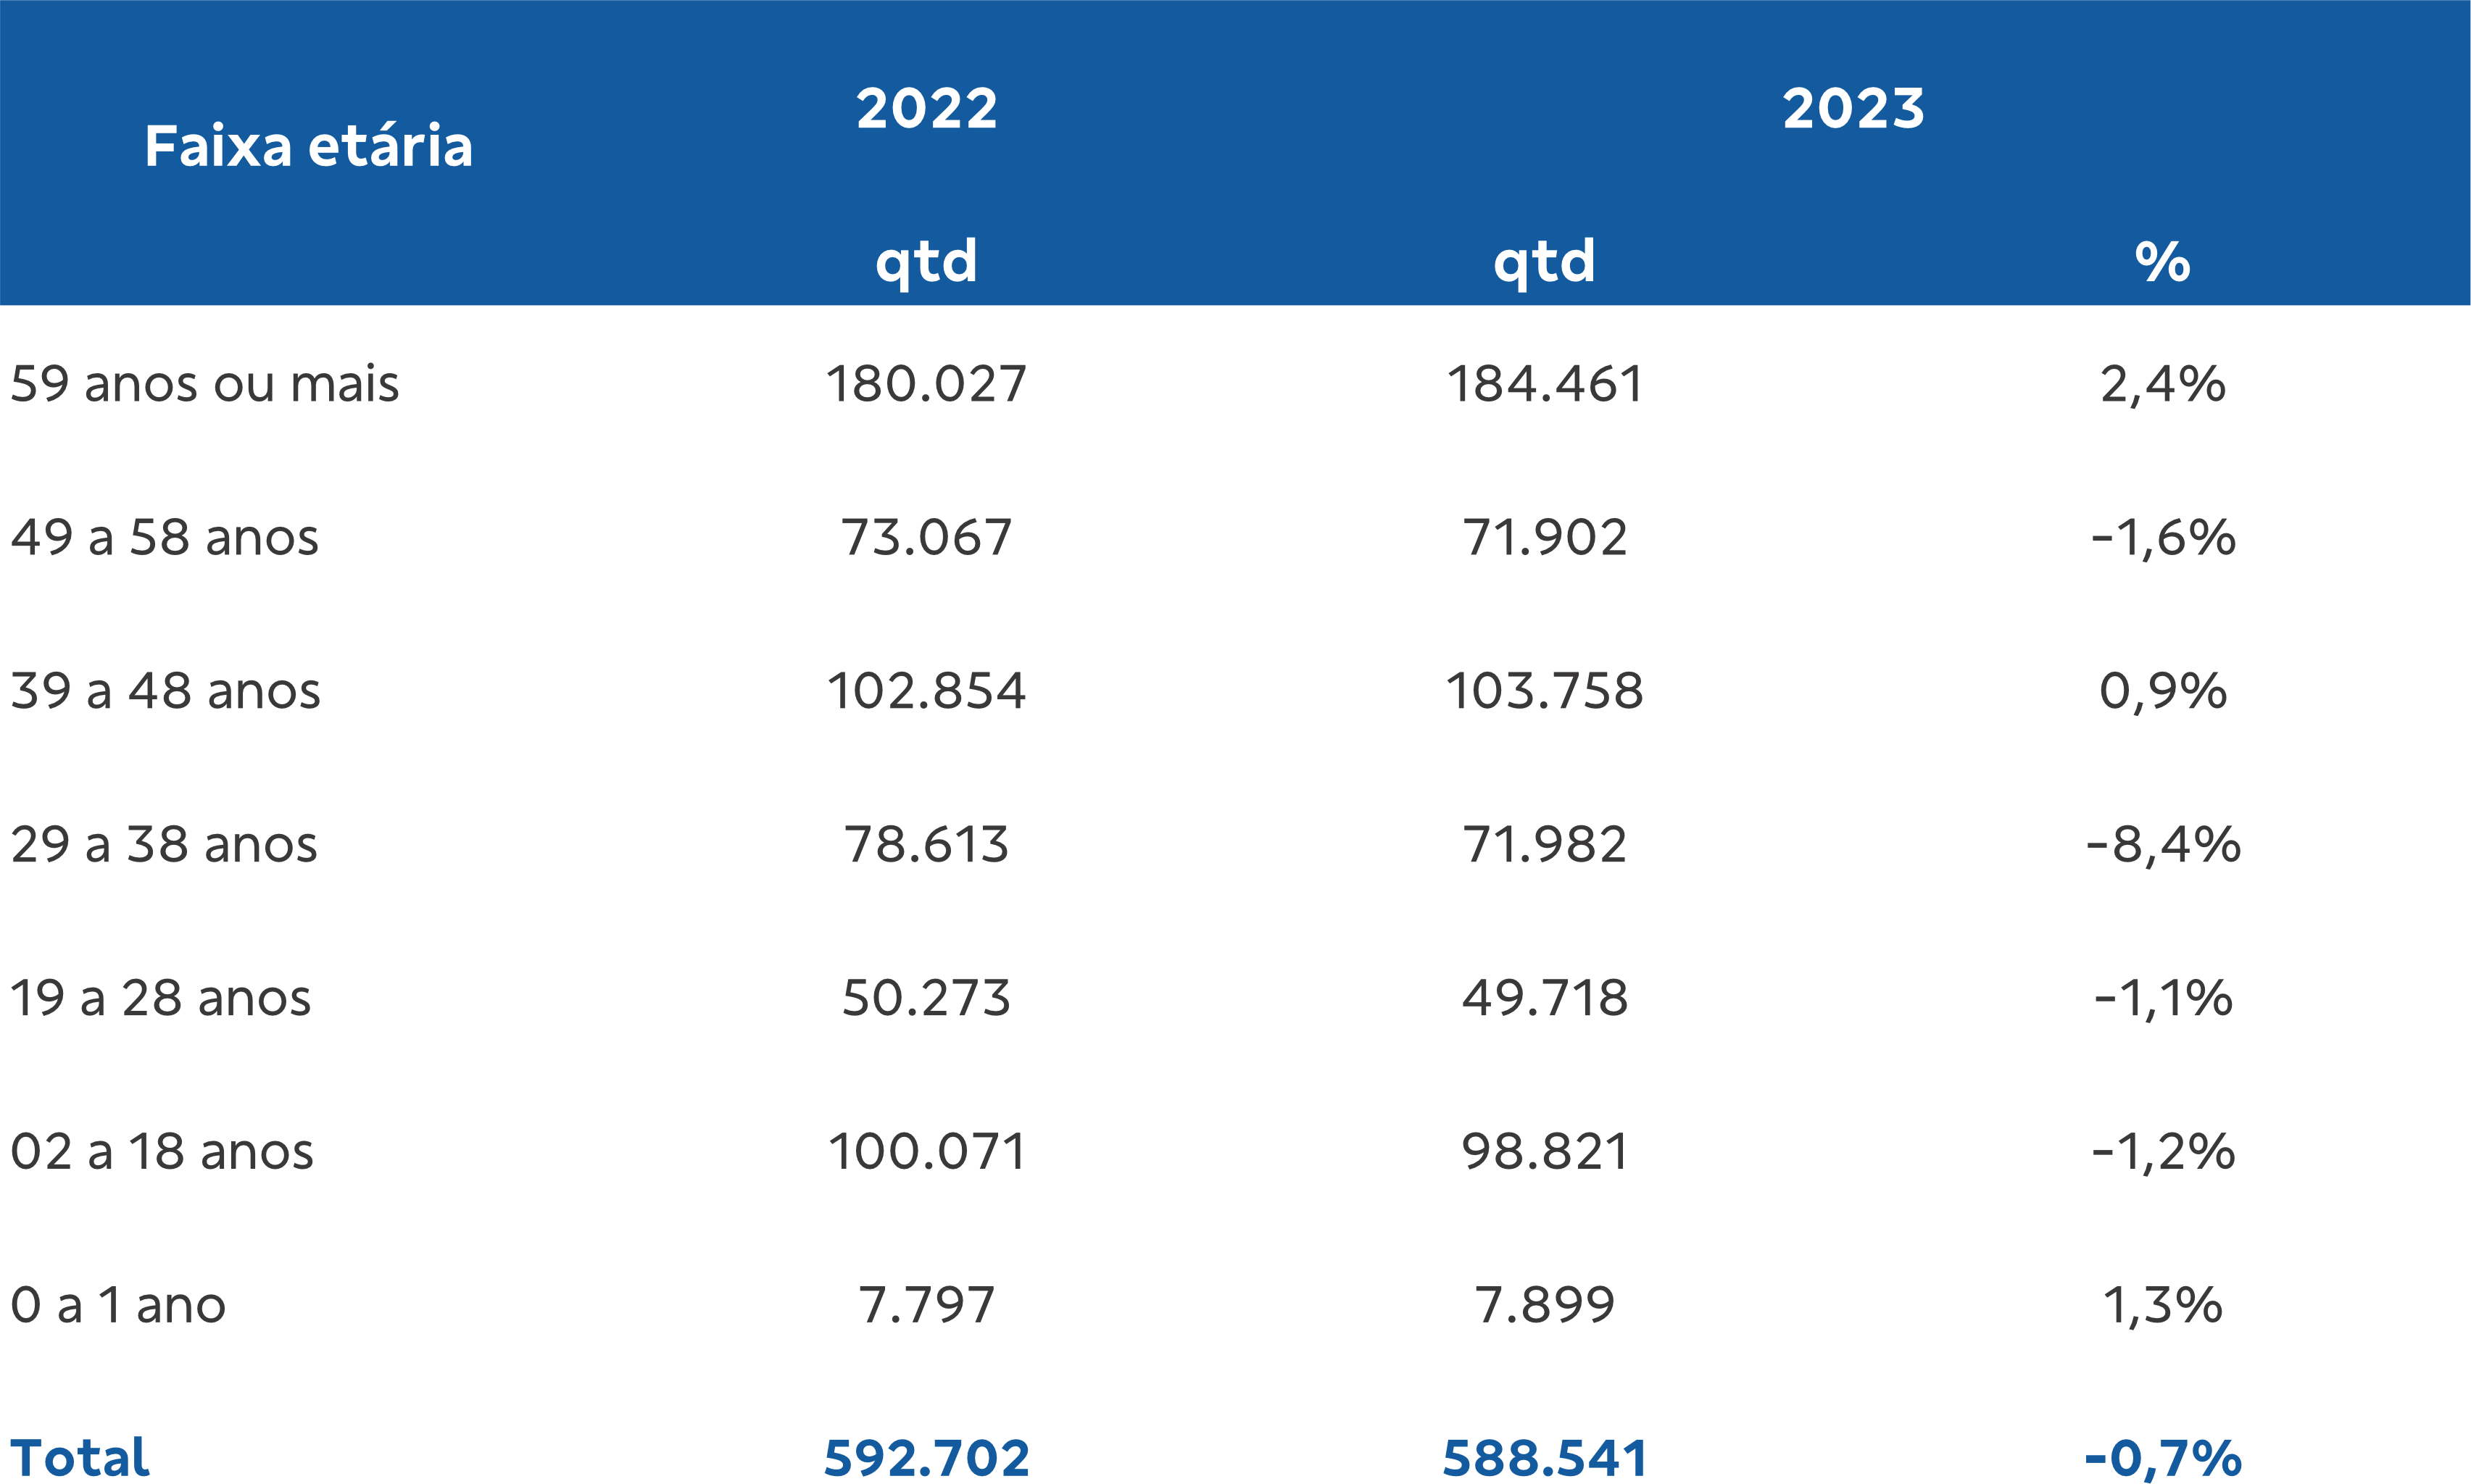 Faixa etária 2022 2023
qtd qtd %
59 anos ou mais 180.027 184.461 2,4%
49 a 58 anos 73.067 71.902 -1,6%
39 a 48 anos 102.854 103.758 0,9%
29 a 38 anos 78.613 71.982 -8,4%
19 a 28 anos 50.273 49.718 -1,1%
02 a 18 anos 100.071 98.821 -1,2%
0 a 1 ano 7.797 7.899 1,3%
Total 592.702 588.541 -0,7%